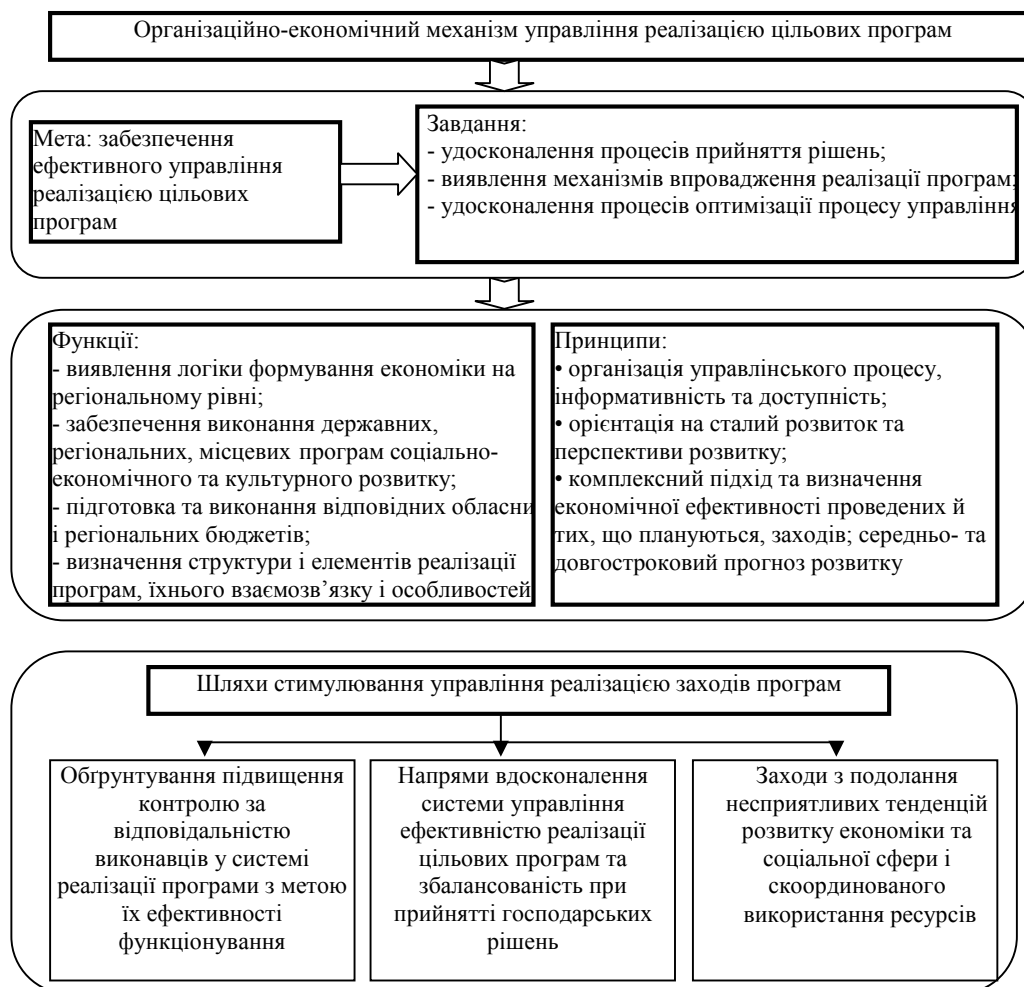 Організаційно-економічний механізм управління реалізацією цільових програм
Мета: забезпечення
ефективного управління
реалізацією цільових
програм
Завдання:
- удосконалення процесів прийняття рішень;
- виявлення механізмів впровадження реалізації програм;
- удосконалення процесів оптимізації процесу управління
Функції:
- виявлення логіки формування економіки на
регіональному рівні;
- забезпечення виконання державних,
регіональних, місцевих програм соціально-
економічного та культурного розвитку;
- підготовка та виконання відповідних обласни
і регіональних бюджетів;
- визначення структури і елементів реалізації
програм, їхнього взаємозв’язку і особливостей
Принципи:
• організація управлінського процесу,
інформативність та доступність;
• орієнтація на сталий розвиток та
перспективи розвитку;
• комплексний підхід та визначення
економічної ефективності проведених й
тих, що плануються, заходів; середньо- та
довгостроковий прогноз розвитку
Шляхи стимулювання управління реалізацією заходів програм
Обґрунтування підвищення
контролю за
відповідальністю
виконавців у системі
реалізації програми з метою
їх ефективності
функціонування
Напрями вдосконалення
системи управління
ефективністю реалізації
цільових програм та
збалансованість при
прийнятті господарських
рішень
Заходи з подолання
несприятливих тенденцій
розвитку економіки та
соціальної сфери і
скоординованого
використання ресурсів